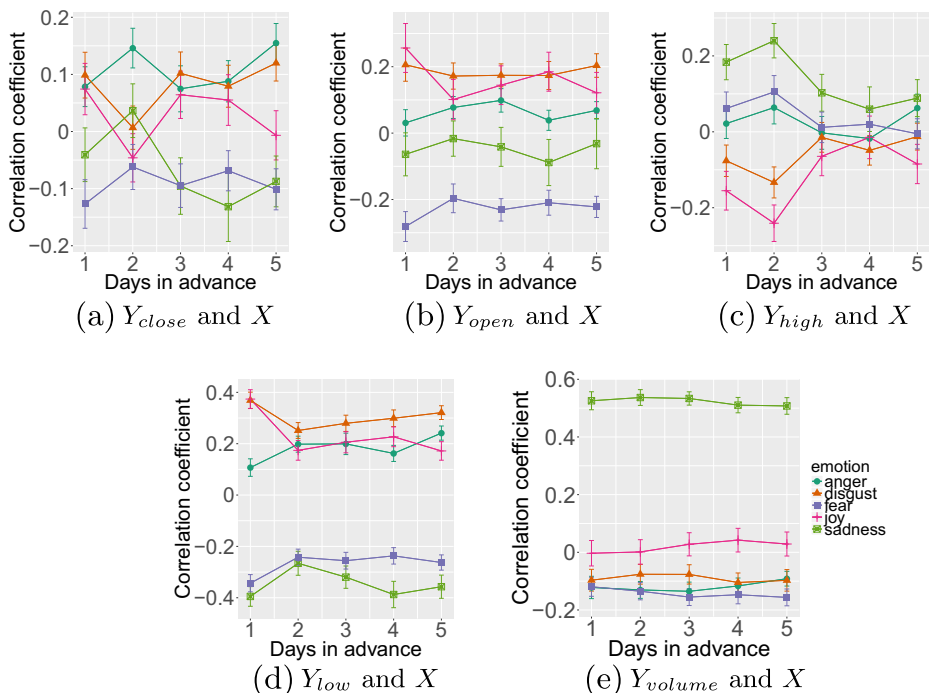 0.2
0.1
0
−0.1
−0.2
Correlation coefficient
1 2 3 4 5
Days in advance
(a) Y_close and X
0.2
0
−0.2
Correlation coefficient
1 2 3 4 5
Days in advance
(b) Y_open and X
0.2
0
−0.2
Correlation coefficient
1 2 3 4 5
Days in advance
(c) Y_high and X
0.4
0.2
0
−0.2
−0.4
Correlation coefficient
1 2 3 4 5
Days in advance
(d) Y_low and X
0.6
0.4
0.2
0
−0.2
Correlation coefficient
1 2 3 4 5
Days in advance
(e) Y_volume and X
emotion
anger
disgust
fear
joy
sadness